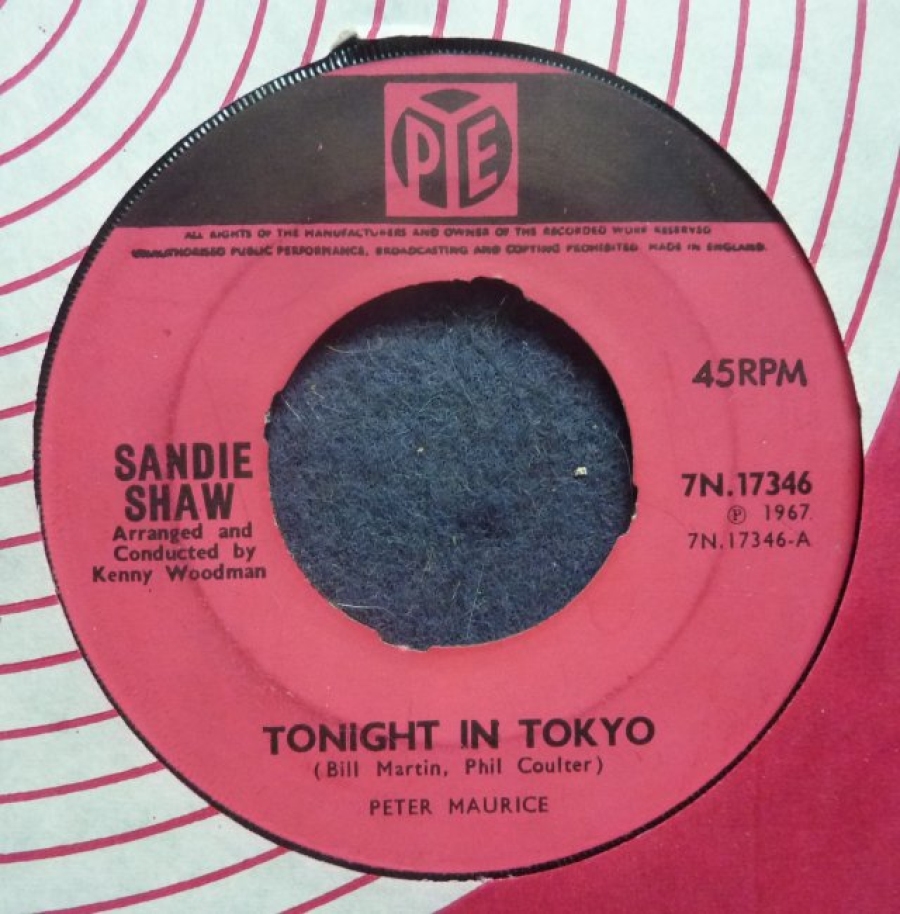 PYE
ALL RIGHTS OF THE MANUFACTURERS AND OWNER OF THE RECORDED WORK RESERVED
UNAUTHORISED PUBLIC PERFORMANCE, BROADCASTING AND COPYING PROHIBITED MADE IN ENGLAND
45RPM
SANDIE
SHAW
Arranged and
Conducted by
Kenny Woodman
7N.17346
Ⓟ 1967
7N.17346-A
TONIGHT IN TOKYO
(Bill Martin, Phil Coulter)
PETER MAURICE